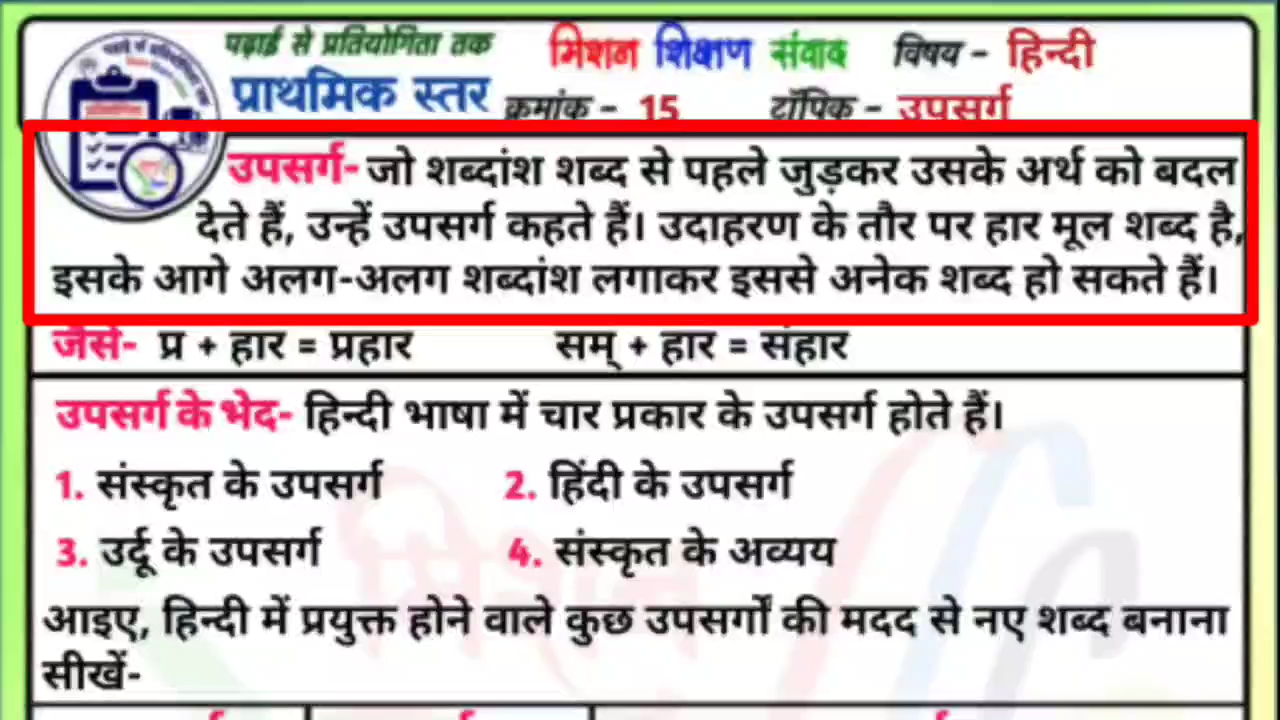 पढ़ाई से प्रतियोगिता तक
मिशन शिक्षण संवाद
विषय - हिन्दी
प्राथमिक स्तर
क्रमांक - 15
टॉपिक - उपसर्ग
उपसर्ग- जो शब्दांश शब्द से पहले जुड़कर उसके अर्थ को बदल
देते हैं, उन्हें उपसर्ग कहते हैं। उदाहरण के तौर पर हार मूल शब्द है,
इसके आगे अलग-अलग शब्दांश लगाकर इससे अनेक शब्द हो सकते हैं।
जैसे- प्र + हार = प्रहार सम् + हार = संहार
उपसर्ग के भेद- हिन्दी भाषा में चार प्रकार के उपसर्ग होते हैं।
1. संस्कृत के उपसर्ग 2. हिंदी के उपसर्ग
3. उर्दू के उपसर्ग 4. संस्कृत के अव्यय
आइए, हिन्दी में प्रयुक्त होने वाले कुछ उपसर्गों की मदद से नए शब्द बनाना
सीखें-